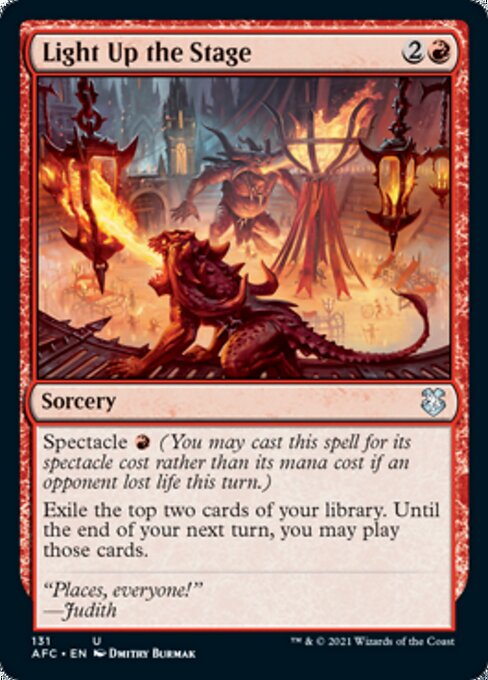 Light Up the Stage 2
Sorcery
Spectacle (You may cast this spell for its
spectacle cost rather than its mana cost if an
opponent lost life this turn.)
Exile the top two cards of your library. Until
the end of your next turn, you may play
those cards.
“Places, everyone!”
—Judith
131 U
AFC • EN Dmitry Burmak ™ & © 2021 Wizards of the Coast